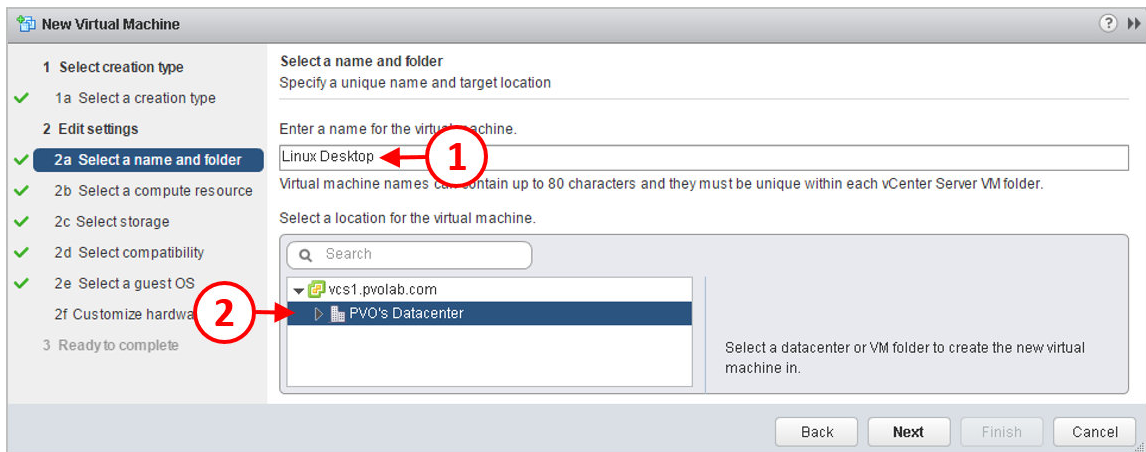 New Virtual Machine
?
1 Select creation type
1a Select a creation type
2 Edit settings
2a Select a name and folder
2b Select a compute resource
2c Select storage
2d Select compatibility
2e Select a guest OS
2f Customize
3 Ready to complete
Select a name and folder
Specify a unique name and target location
Enter a name for the virtual machine.
Linux Desktop
1
Virtual machine names can contain up to 80 characters and they must be unique within each vCenter Server VM folder.
Select a location for the virtual machine.
Search
vcs1.pvolab.com
2
PVO's Datacenter
Select a datacenter or VM folder to create the new virtual
machine in.
Back
Next
Finish
Cancel